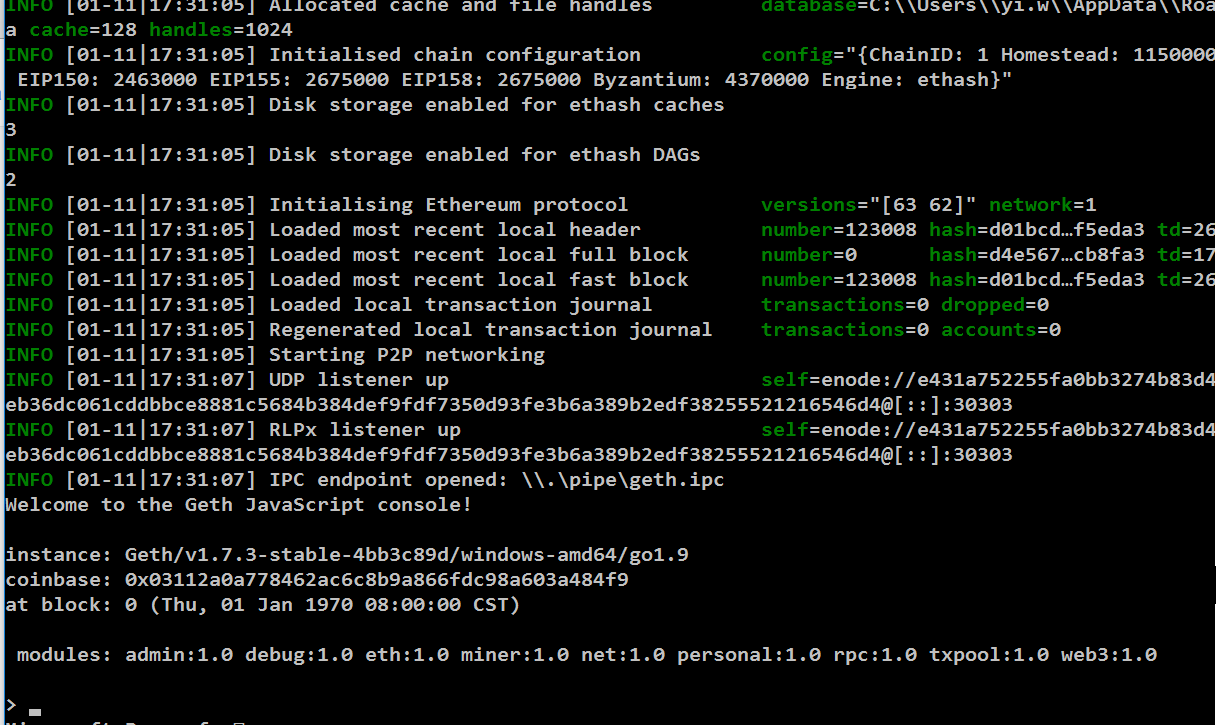 INFO [01-11|17:31:05] Allocated cache and file handles database=C:\\Users\\yi.w\\AppData\\Roa
a cache=128 handles=1024
INFO [01-11|17:31:05] Initialised chain configuration config="{ChainID: 1 Homestead: 1150000
EIP150: 2463000 EIP155: 2675000 EIP158: 2675000 Byzantium: 4370000 Engine: ethash}"
INFO [01-11|17:31:05] Disk storage enabled for ethash caches
3
INFO [01-11|17:31:05] Disk storage enabled for ethash DAGs
2
INFO [01-11|17:31:05] Initialising Ethereum protocol versions="[63 62]" network=1
INFO [01-11|17:31:05] Loaded most recent local header number=123008 hash=d01bcd…f5eda3 td=26
INFO [01-11|17:31:05] Loaded most recent local full block number=0 hash=d4e567…cb8fa3 td=17
INFO [01-11|17:31:05] Loaded most recent local fast block number=123008 hash=d01bcd…f5eda3 td=26
INFO [01-11|17:31:05] Loaded local transaction journal transactions=0 dropped=0
INFO [01-11|17:31:05] Regenerated local transaction journal transactions=0 accounts=0
INFO [01-11|17:31:05] Starting P2P networking
INFO [01-11|17:31:07] UDP listener up self=enode://e431a752255fa0bb3274b83d4
eb36dc061cddbbce8881c5684b384def9fdf7350d93fe3b6a389b2edf38255521216546d4@[::]:30303
INFO [01-11|17:31:07] RLPx listener up self=enode://e431a752255fa0bb3274b83d4
eb36dc061cddbbce8881c5684b384def9fdf7350d93fe3b6a389b2edf38255521216546d4@[::]:30303
INFO [01-11|17:31:07] IPC endpoint opened: \\.\pipe\geth.ipc
Welcome to the Geth JavaScript console!
instance: Geth/v1.7.3-stable-4bb3c89d/windows-amd64/go1.9
coinbase: 0x03112a0a778462ac6c8b9a866fdc98a603a484f9
at block: 0 (Thu, 01 Jan 1970 08:00:00 CST)
modules: admin:1.0 debug:1.0 eth:1.0 miner:1.0 net:1.0 personal:1.0 rpc:1.0 txpool:1.0 web3:1.0
>